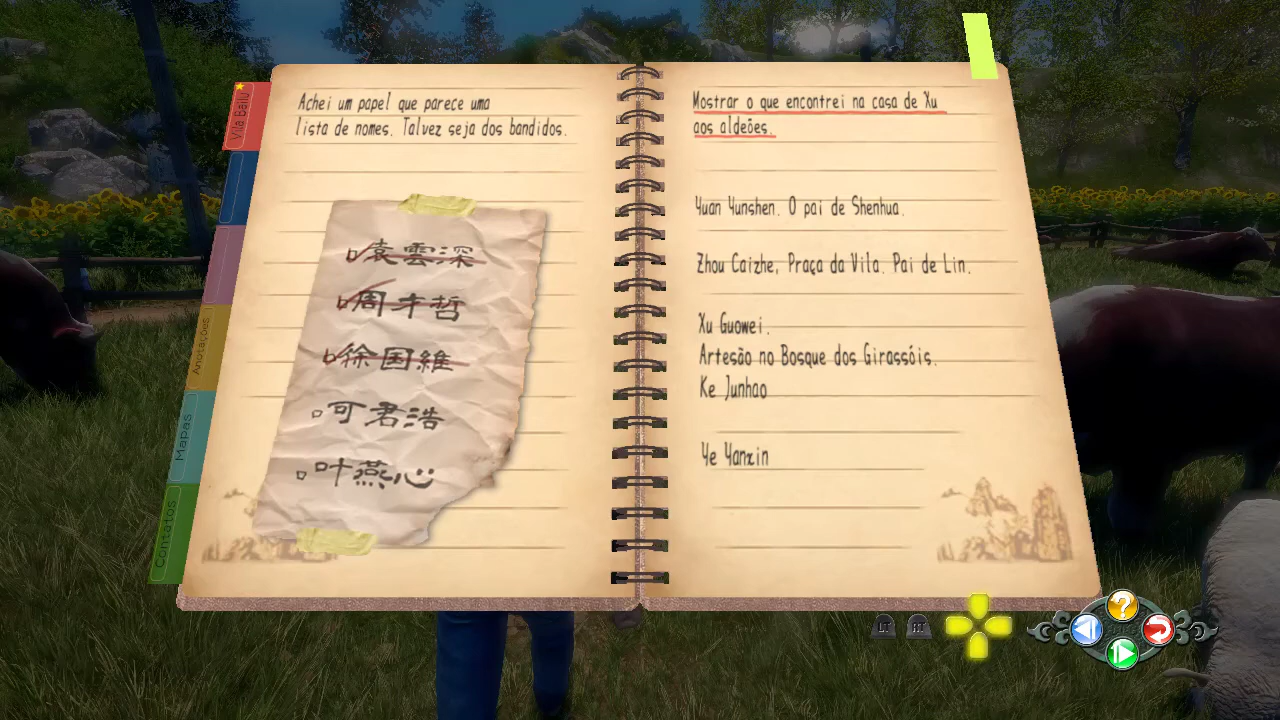 Vila Bailu
Anotações
Mapas
Contatos
Achei um papel que parece uma
lista de nomes. Talvez seja dos bandidos.
袁雲深
周才哲
徐国維
可君浩
叶燕心
Mostrar o que encontrei na casa de Xu
aos aldeões.
Yuan Yunshen. O pai de Shenhua.
Zhou Caizhe, Praça da Vila. Pai de Lin.
Xu Guowei.
Artesão no Bosque dos Girassóis.
Ke Junhao
Ye Yanxin
LT RT
?